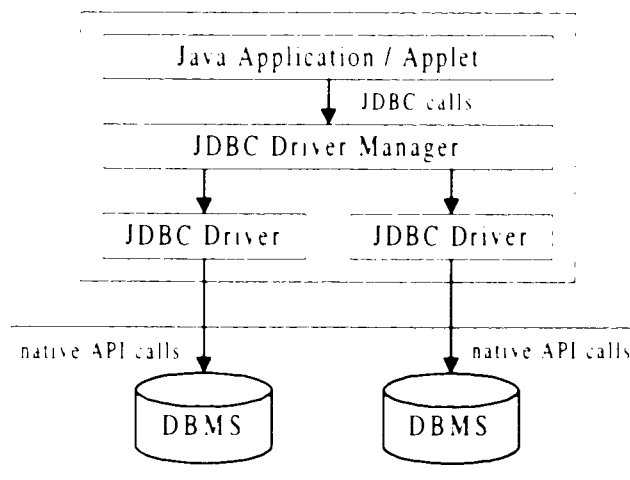 Java Application / Applet
JDBC calls
JDBC Driver Manager
JDBC Driver
JDBC Driver
native API calls
native API calls
DBMS
DBMS